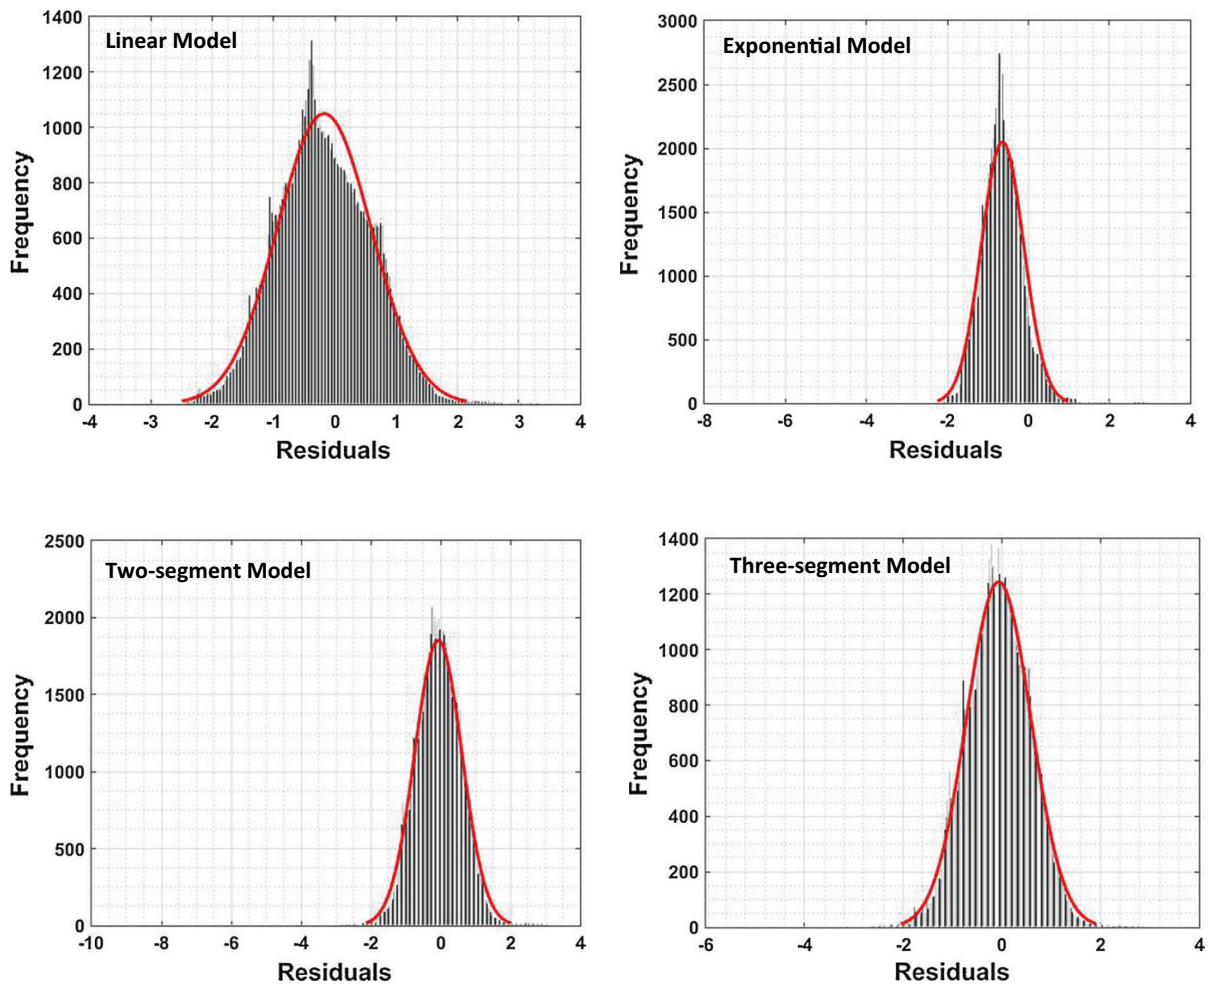 Linear Model
1400
1200
1000
800
600
400
200
0
-4 -3 -2 -1 0 1 2 3 4
Frequency
Residuals
Exponential Model
3000
2500
2000
1500
1000
500
0
-8 -6 -4 -2 0 2 4
Frequency
Residuals
Two-segment Model
2500
2000
1500
1000
500
0
-10 -8 -6 -4 -2 0 2 4
Frequency
Residuals
Three-segment Model
1400
1200
1000
800
600
400
200
0
-6 -4 -2 0 2 4
Frequency
Residuals